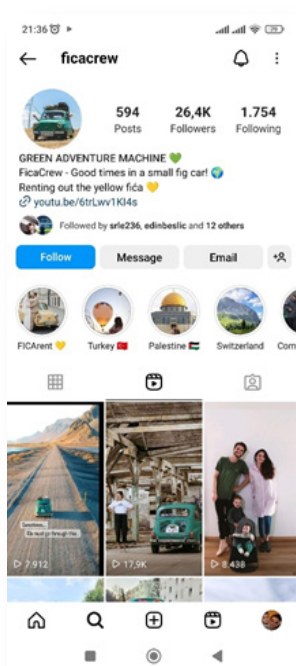 21:36
ficacrew
594
Posts
26,4K
Followers
1.754
Following
GREEN ADVENTURE MACHINE 💚
FicaCrew - Good times in a small fig car! 🌍
Renting out the yellow fića 💛
youtu.be/6trLwv1KI4s
Followed by srle236, edinbeslic and 12 others
Follow
Message
Email
FICArent 💛
Turkey 🇹🇷
Palestine 🇵🇸
Switzerland
Com
7.912
17,9K
8.438